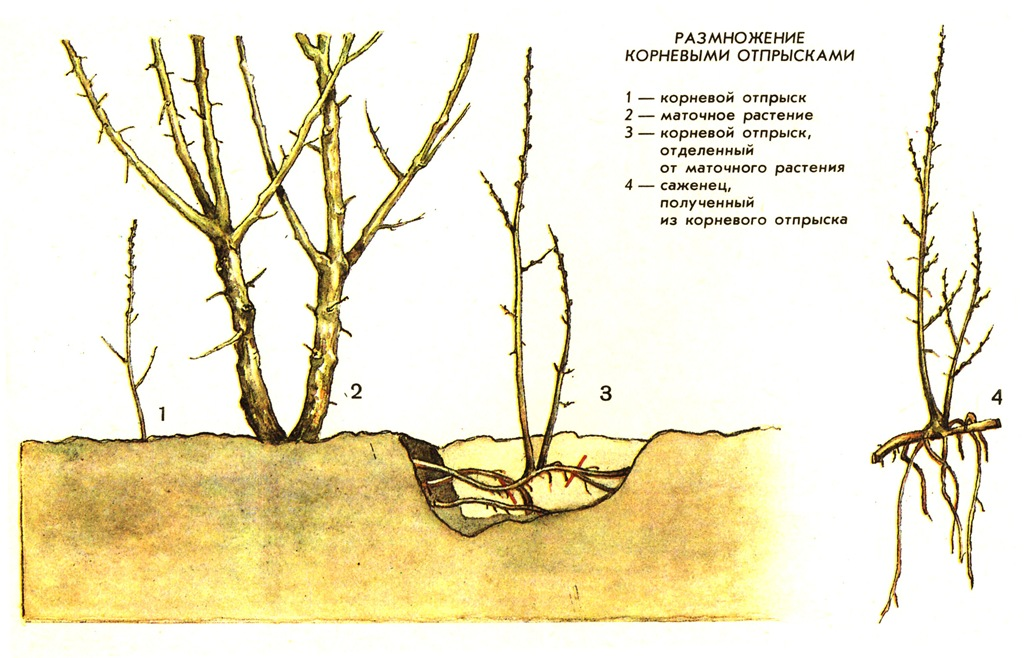 РАЗМНОЖЕНИЕ
КОРНЕВЫМИ ОТПРЫСКАМИ
1 — корневой отпрыск
2 — маточное растение
3 — корневой отпрыск,
отделенный
от маточного растения
4 — саженец,
полученный
из корневого отпрыска
1
2
3
4